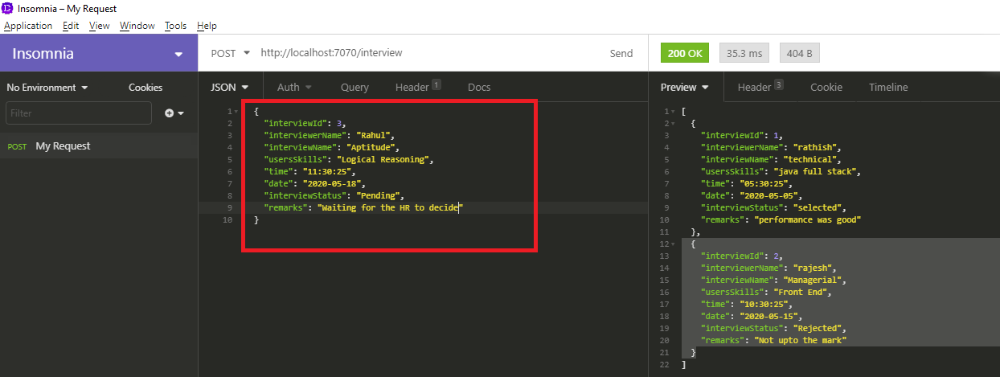 Insomnia – My Request
Application Edit View Window Tools Help
Insomnia
POST http://localhost:7070/interview Send
200 OK 35.3 ms 404 B
No Environment Cookies
JSON Auth Query Header 1 Docs
Preview Header 3 Cookie Timeline
Filter
POST My Request
1 {
2 "interviewId": 3,
3 "interviewerName": "Rahul",
4 "interviewName": "Aptitude",
5 "usersSkills": "Logical Reasoning",
6 "time": "11:30:25",
7 "date": "2020-05-18",
8 "interviewStatus": "Pending",
9 "remarks": "Waiting for the HR to decide"
10 }
1 [
2 {
3 "interviewId": 1,
4 "interviewerName": "rathish",
5 "interviewName": "technical",
6 "usersSkills": "java full stack",
7 "time": "05:30:25",
8 "date": "2020-05-05",
9 "interviewStatus": "selected",
10 "remarks": "performance was good"
11 },
12 {
13 "interviewId": 2,
14 "interviewerName": "rajesh",
15 "interviewName": "Managerial",
16 "usersSkills": "Front End",
17 "time": "10:30:25",
18 "date": "2020-05-15",
19 "interviewStatus": "Rejected",
20 "remarks": "Not upto the mark"
21 }
22 ]